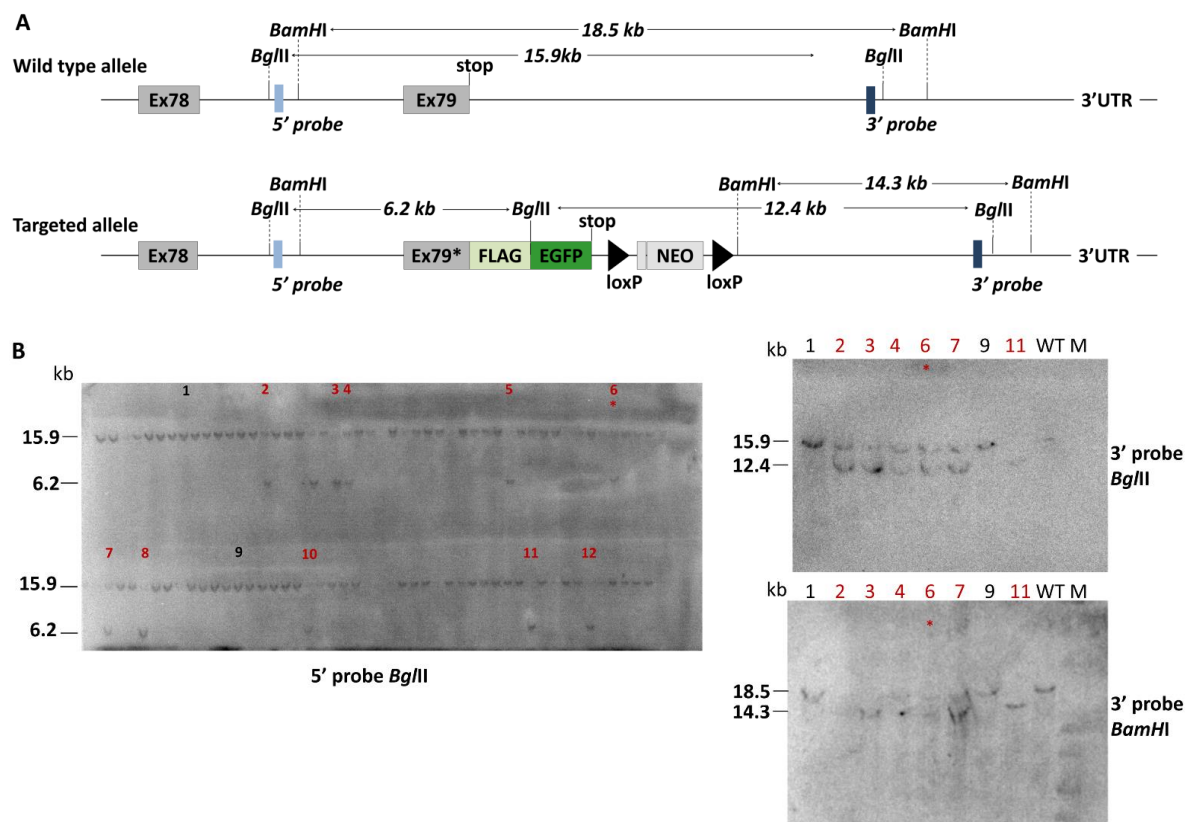 A
BamHI
18.5 kb
BamHI
BglII
15.9kb
BglII
Wild type allele
stop
Ex78
Ex79
3'UTR
5' probe
3' probe
BamHI
BamHI
14.3 kb
BamHI
BglII
6.2 kb
BglII
12.4 kb
BglII
Targeted allele
stop
Ex78
Ex79*
FLAG
EGFP
NEO
3'UTR
5' probe
loxP
loxP
3' probe
B
kb
1 2 3 4 5 6
*
15.9
6.2
7 8 9 10 11 12
15.9
6.2
5' probe BglII
kb 1 2 3 4 6 7 9 11 WT M
*
15.9
12.4
3' probe
BglII
kb 1 2 3 4 6 7 9 11 WT M
*
18.5
14.3
3' probe
BamHI